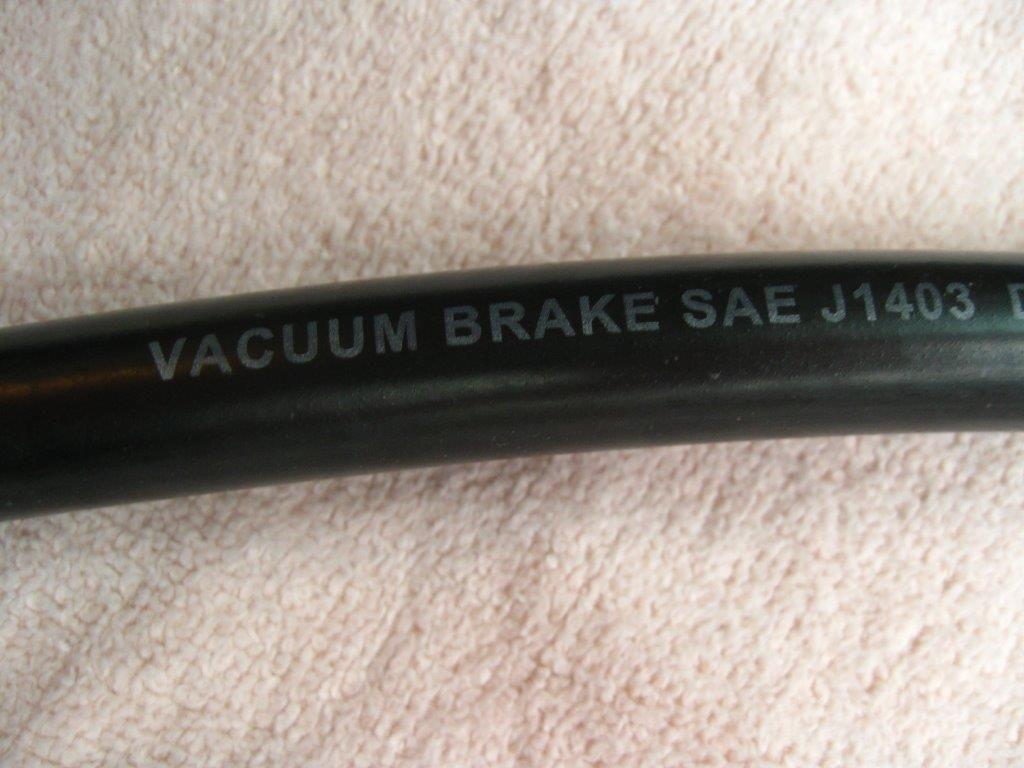 VACUUM BRAKE SAE J1403 D